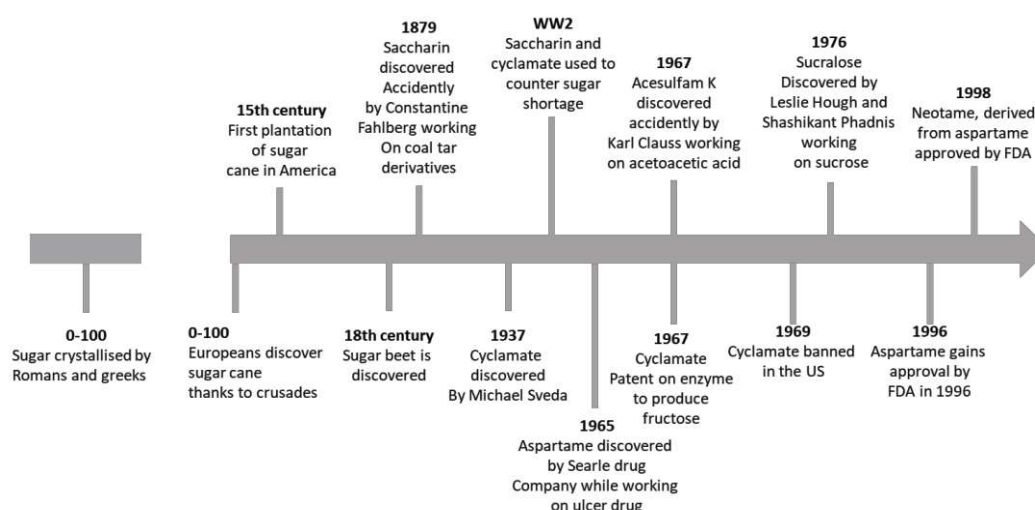 0-100
Sugar crystallised by
Romans and greeks
0-100
Europeans discover
sugar cane
thanks to crusades
15th century
First plantation
of sugar
cane in America
18th century
Sugar beet is
discovered
1879
Saccharin
discovered
Accidently
by Constantine
Fahlberg working
On coal tar
derivatives
1937
Cyclamate
discovered
By Michael Sveda
WW2
Saccharin and
cyclamate used to
counter sugar
shortage
1965
Aspartame discovered
by Searle drug
Company while working
on ulcer drug
1967
Acesulfam K
discovered
accidently by
Karl Clauss working
on acetoacetic acid
1967
Cyclamate
Patent on enzyme
to produce
fructose
1969
Cyclamate banned
in the US
1976
Sucralose
Discovered by
Leslie Hough and
Shashikant Phadnis
working
on sucrose
1996
Aspartame gains
approval by
FDA in 1996
1998
Neotame, derived
from aspartame
approved by FDA